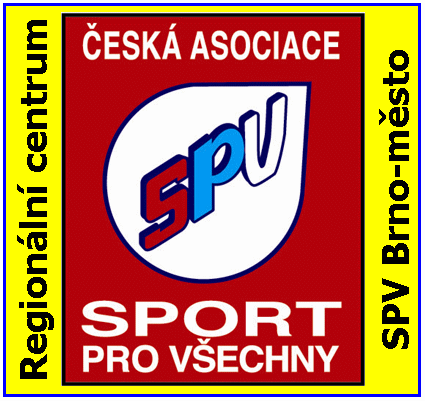 Regionální centrum
ČESKÁ ASOCIACE
SPV
SPORT
PRO VŠECHNY
SPV Brno-město